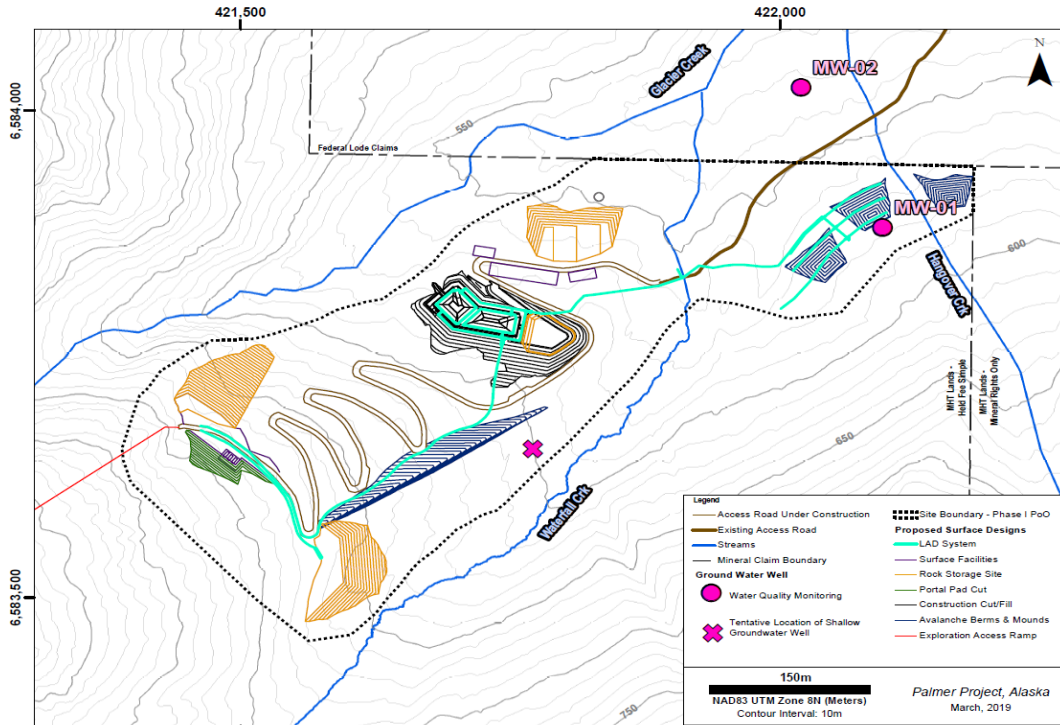 421,500
422,000
N
MW-02
Glacier Creek
6,584,000
550
Federal Lode Claims
MW-01
600
Hangover Crk
MHT Lands -
Held Fee Simple
MHT Lands -
Mineral Rights Only
650
Waterfall Crk
6,583,500
750
Legend
Access Road Under Construction
Existing Access Road
Streams
Mineral Claim Boundary
Ground Water Well
Water Quality Monitoring
Tentative Location of Shallow
Groundwater Well
Site Boundary - Phase I PoO
Proposed Surface Designs
LAD System
Surface Facilities
Rock Storage Site
Portal Pad Cut
Construction Cut/Fill
Avalanche Berms & Mounds
Exploration Access Ramp
150m
NAD83 UTM Zone 8N (Meters)
Contour Interval: 10m
Palmer Project, Alaska
March, 2019